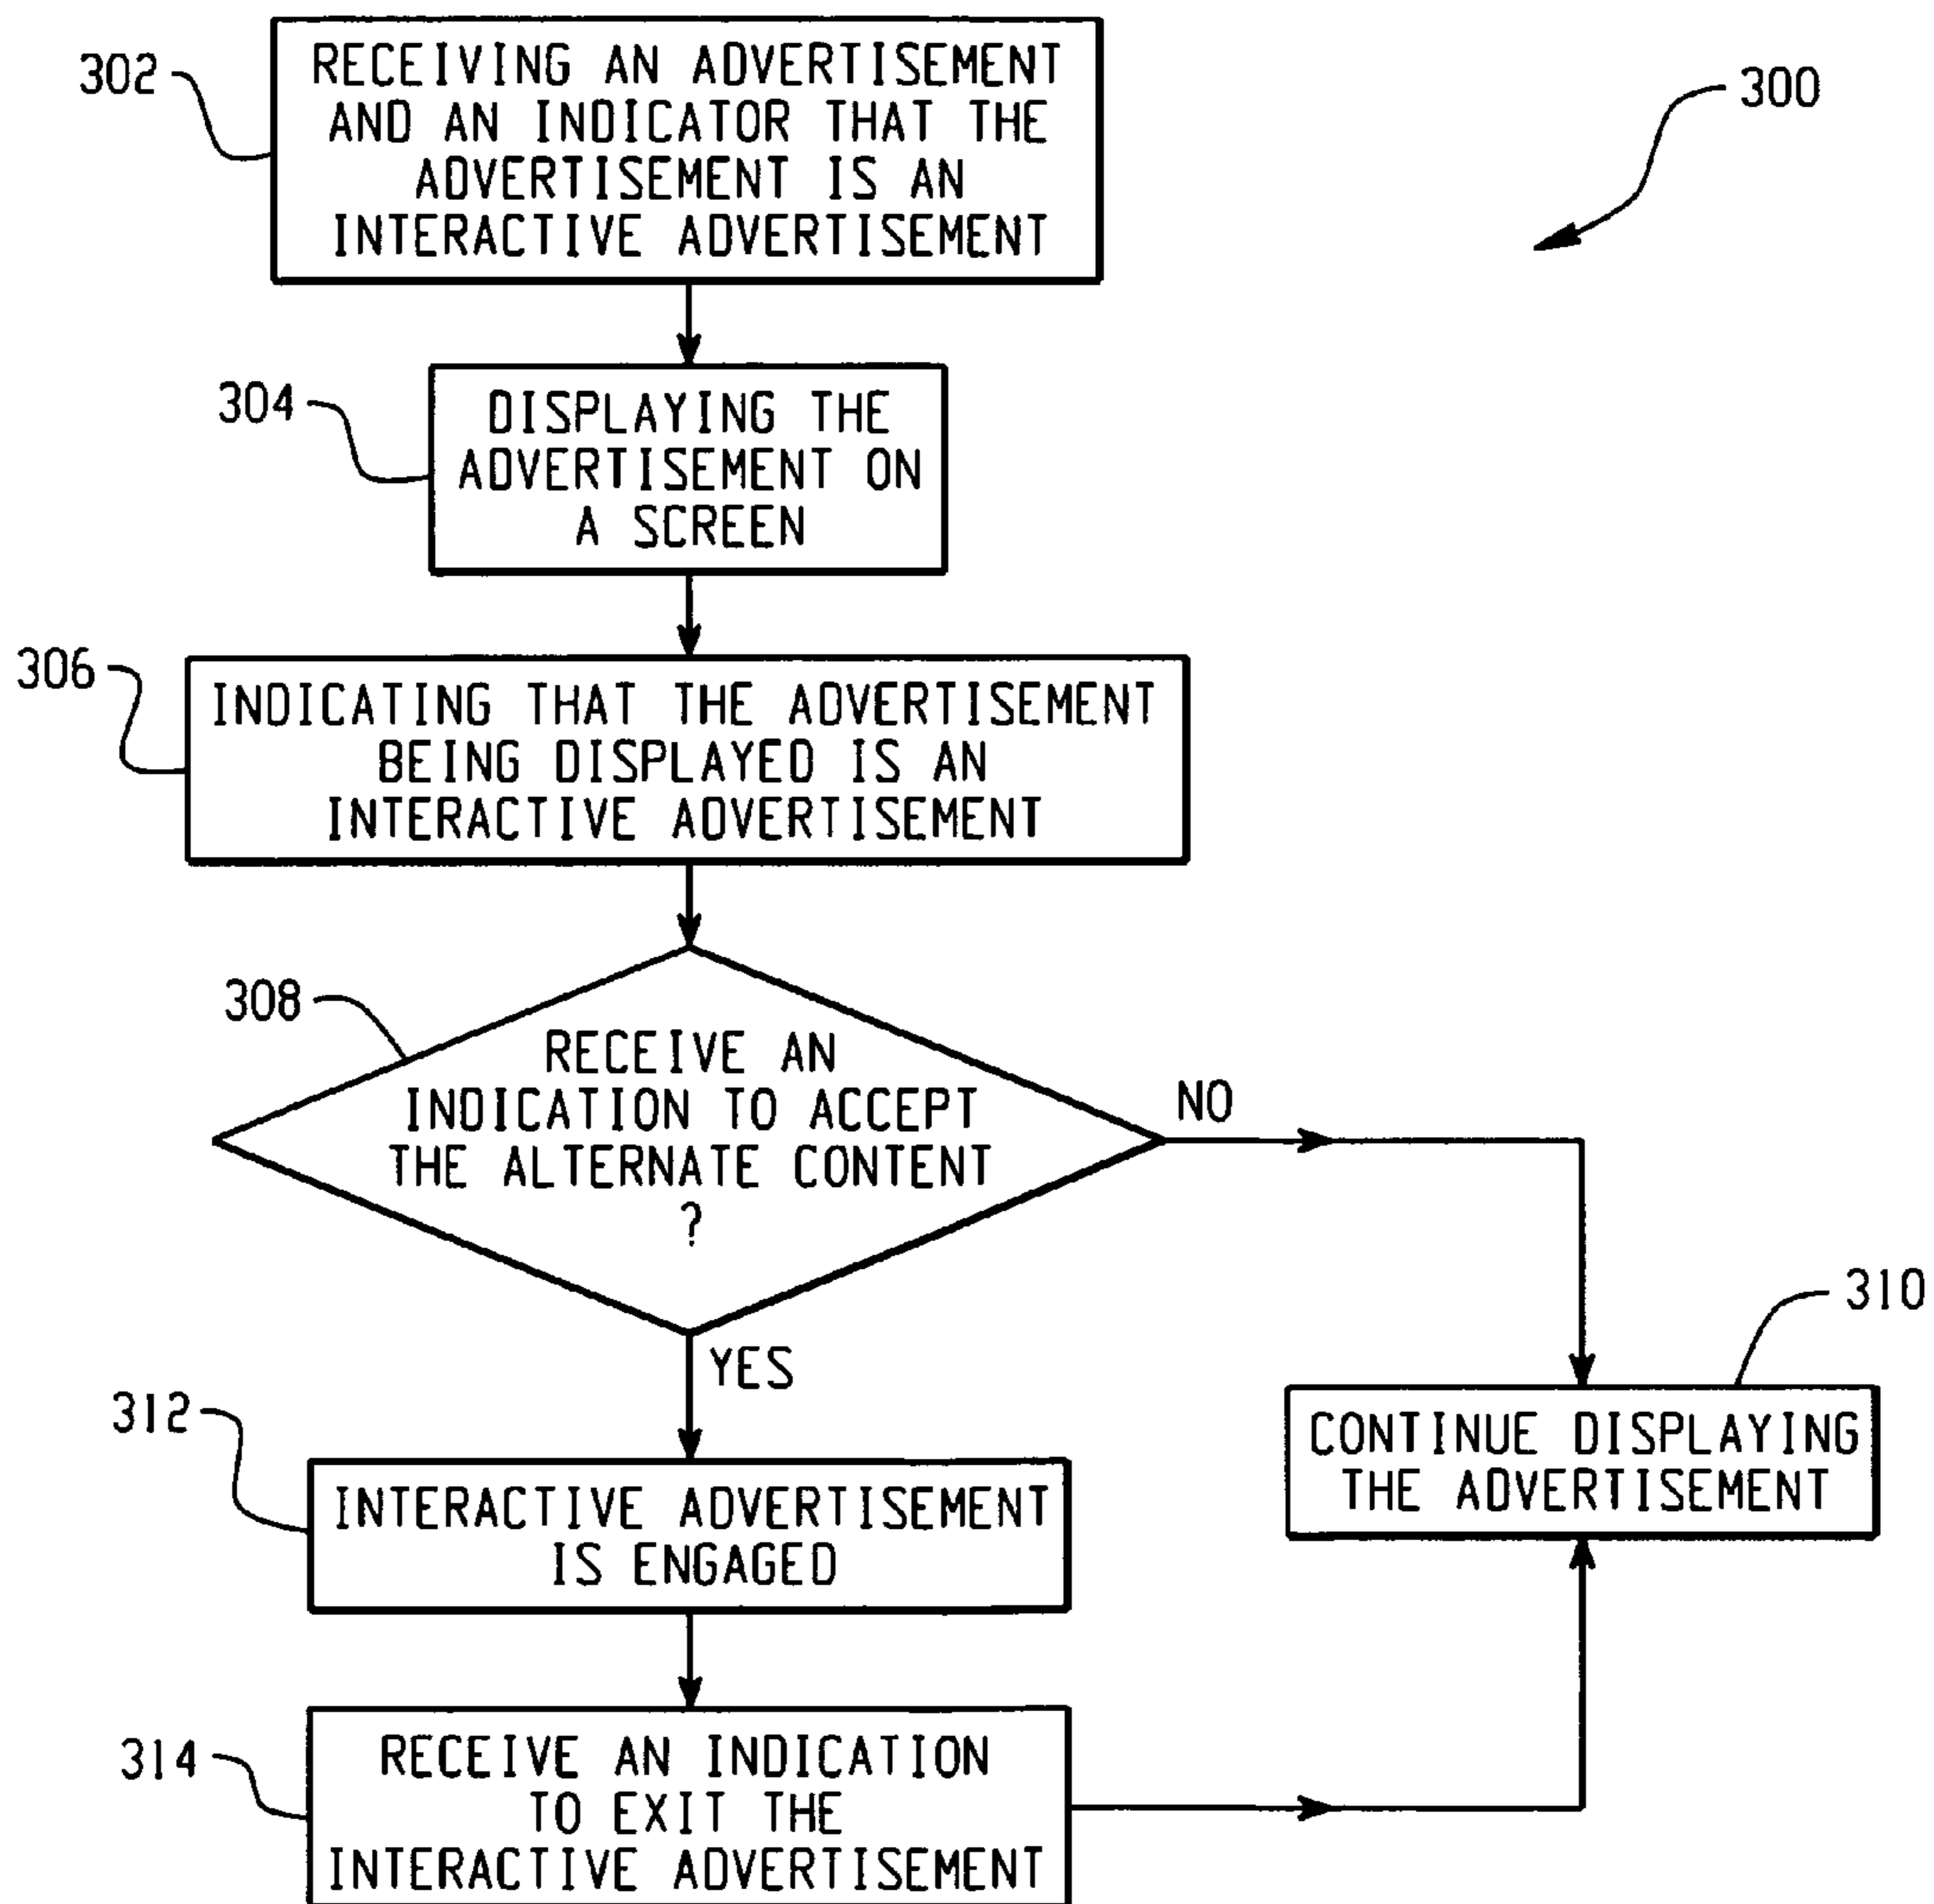 302
RECEIVING AN ADVERTISEMENT
AND AN INDICATOR THAT THE
ADVERTISEMENT IS AN
INTERACTIVE ADVERTISEMENT
300
304
DISPLAYING THE
ADVERTISEMENT ON
A SCREEN
306
INDICATING THAT THE ADVERTISEMENT
BEING DISPLAYED IS AN
INTERACTIVE ADVERTISEMENT
308
RECEIVE AN
INDICATION TO ACCEPT
THE ALTERNATE CONTENT
?
NO
YES
310
CONTINUE DISPLAYING
THE ADVERTISEMENT
312
INTERACTIVE ADVERTISEMENT
IS ENGAGED
314
RECEIVE AN INDICATION
TO EXIT THE
INTERACTIVE ADVERTISEMENT